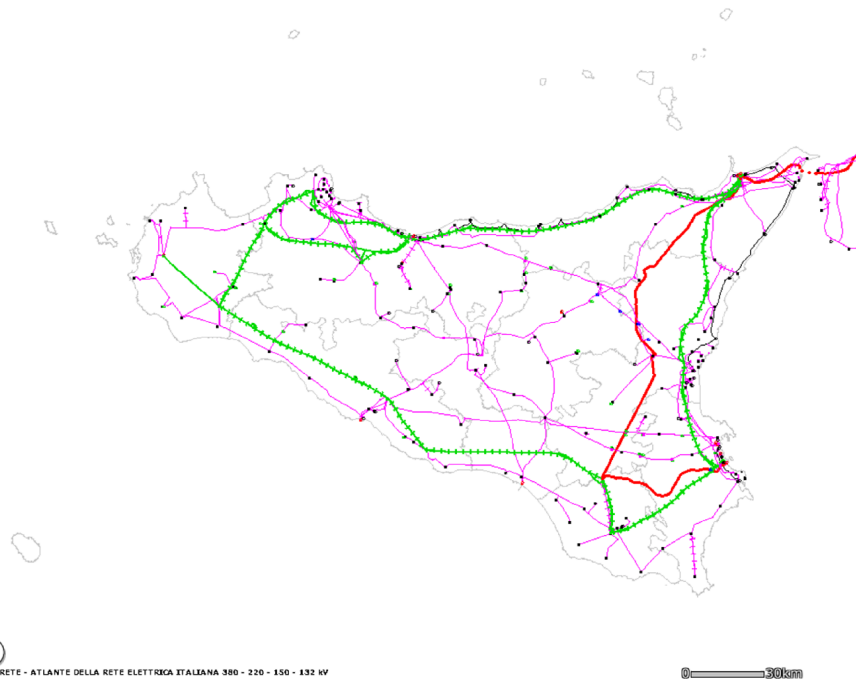 RETE - ATLANTE DELLA RETE ELETTRICA ITALIANA 380 - 220 - 150 - 132 kV
0 30km